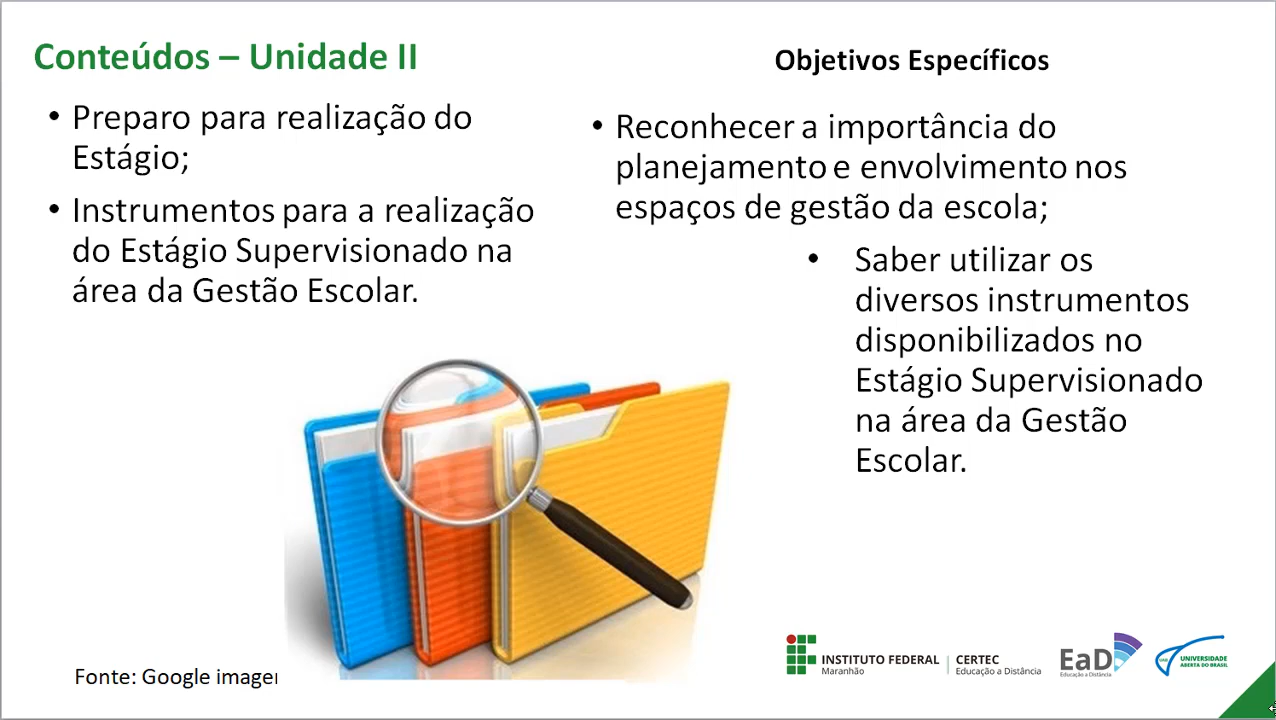 Conteúdos – Unidade II
• Preparo para realização do
Estágio;
• Instrumentos para a realização
do Estágio Supervisionado na
área da Gestão Escolar.
Objetivos Específicos
• Reconhecer a importância do
planejamento e envolvimento nos
espaços de gestão da escola;
• Saber utilizar os
diversos instrumentos
disponibilizados no
Estágio Supervisionado
na área da Gestão
Escolar.
Fonte: Google image
INSTITUTO FEDERAL
Maranhão
CERTEC
Educação a Distância
EaD
Educação a Distância
UNIVERSIDADE
ABERTA DO BRASIL